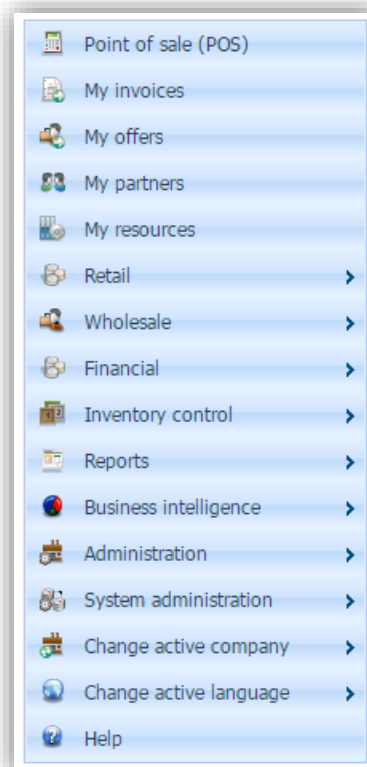 Point of sale (POS)
My invoices
My offers
My partners
My resources
Retail
Wholesale
Financial
Inventory control
Reports
Business intelligence
Administration
System administration
Change active company
Change active language
Help